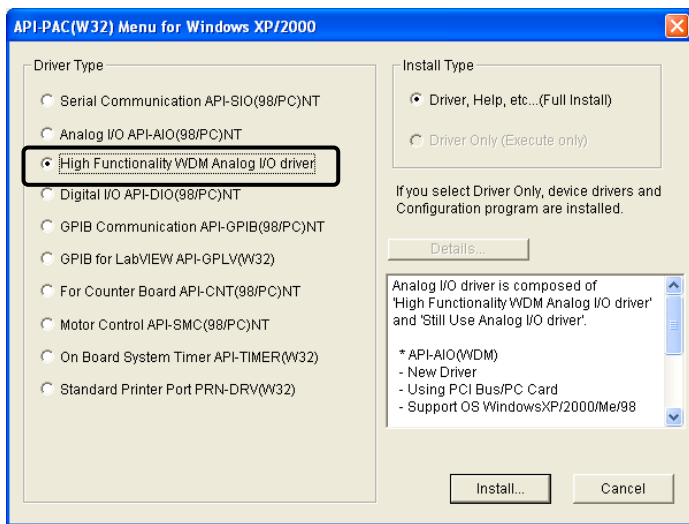 API-PAC(W32) Menu for Windows XP/2000
Driver Type
Serial Communication API-SIO(98/PC)NT
Analog I/O API-AIO(98/PC)NT
High Functionality WDM Analog I/O driver
Digital I/O API-DIO(98/PC)NT
GPIB Communication API-GPIB(98/PC)NT
GPIB for LabVIEW API-GPLV(W32)
For Counter Board API-CNT(98/PC)NT
Motor Control API-SMC(98/PC)NT
On Board System Timer API-TIMER(W32)
Standard Printer Port PRN-DRV(W32)
Install Type
Driver, Help, etc...(Full Install)
Driver Only (Execute only)
If you select Driver Only, device drivers and
Configuration program are installed.
Details...
Analog I/O driver is composed of
'High Functionality WDM Analog I/O driver'
and 'Still Use Analog I/O driver'.
* API-AIO(WDM)
- New Driver
- Using PCI Bus/PC Card
- Support OS WindowsXP/2000/Me/98
Install...
Cancel